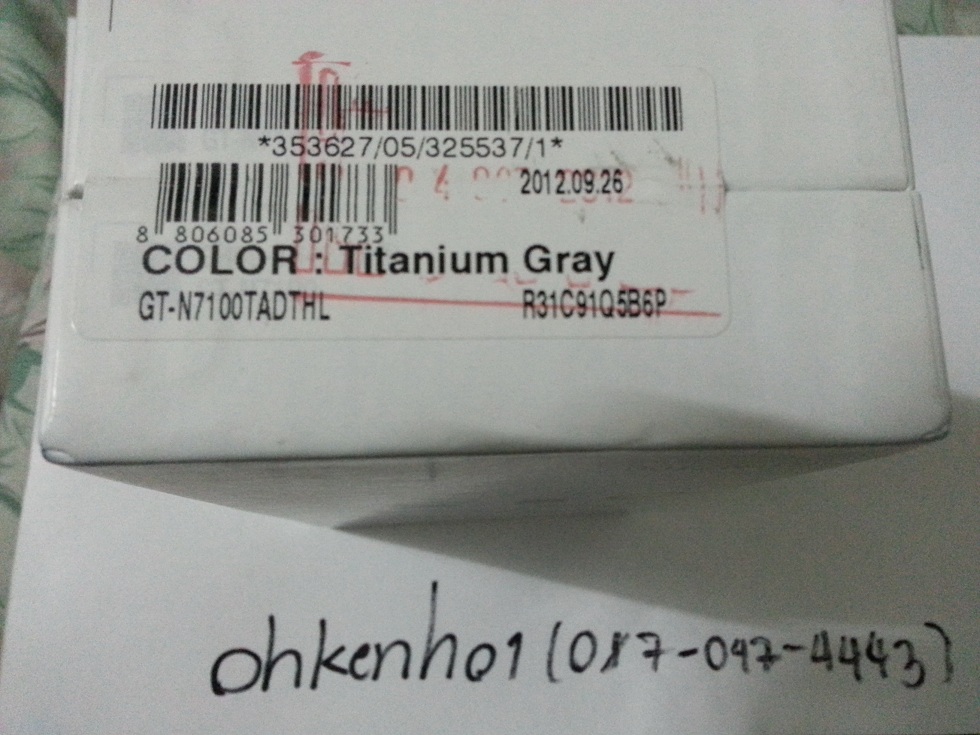 *353627/05/325537/1*
2012.09.26
8 806085 301733
COLOR : Titanium Gray
GT-N7100TADTHL R31C91Q5B6P
ohkenho1 (087-047-4443)